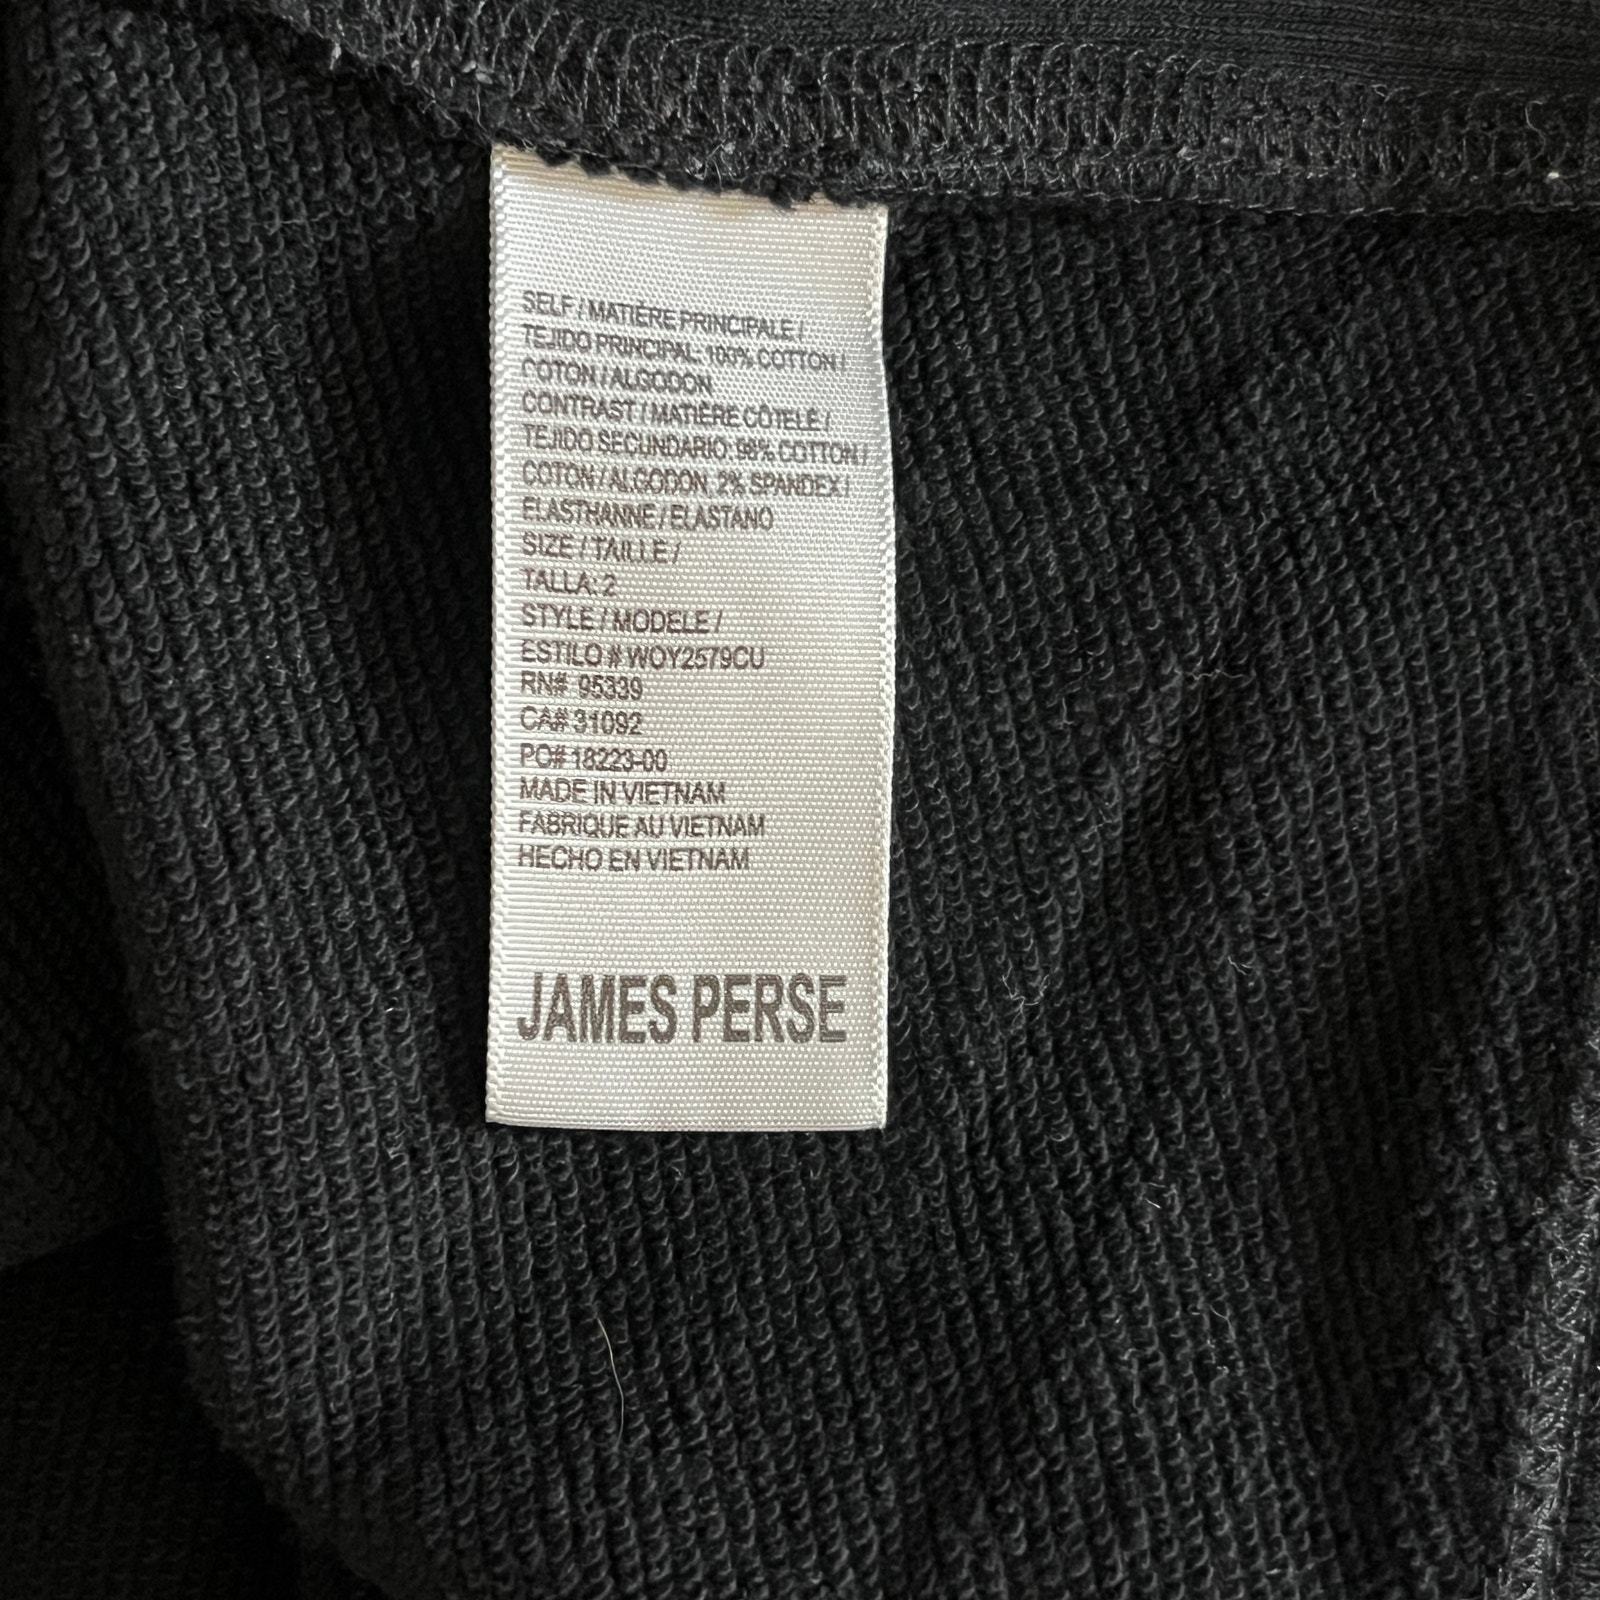 SELF / MATIÈRE PRINCIPALE /
TEJIDO PRINCIPAL: 100% COTTON /
COTON / ALGODON
CONTRAST / MATIÈRE CÔTELÉ /
TEJIDO SECUNDARIO: 98% COTTON /
COTON / ALGODON, 2% SPANDEX /
ELASTHANNE / ELASTANO
SIZE / TAILLE /
TALLA: 2
STYLE / MODELE /
ESTILO # WOY2579CU
RN# 95339
CA# 31092
PO# 18223-00
MADE IN VIETNAM
FABRIQUE AU VIETNAM
HECHO EN VIETNAM
JAMES PERSE